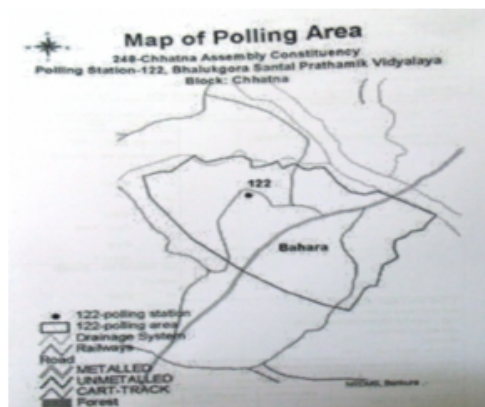 Map of Polling Area
248-Chhatna Assembly Constituency
Polling Station-122, Bhalukgora Santal Prathamik Vidyalaya
Block: Chhatna
122
Bahara
122-polling station
122-polling area
Drainage System
Railways
Road
METALLED
UNMETALLED
CART-TRACK
Forest
Bankura